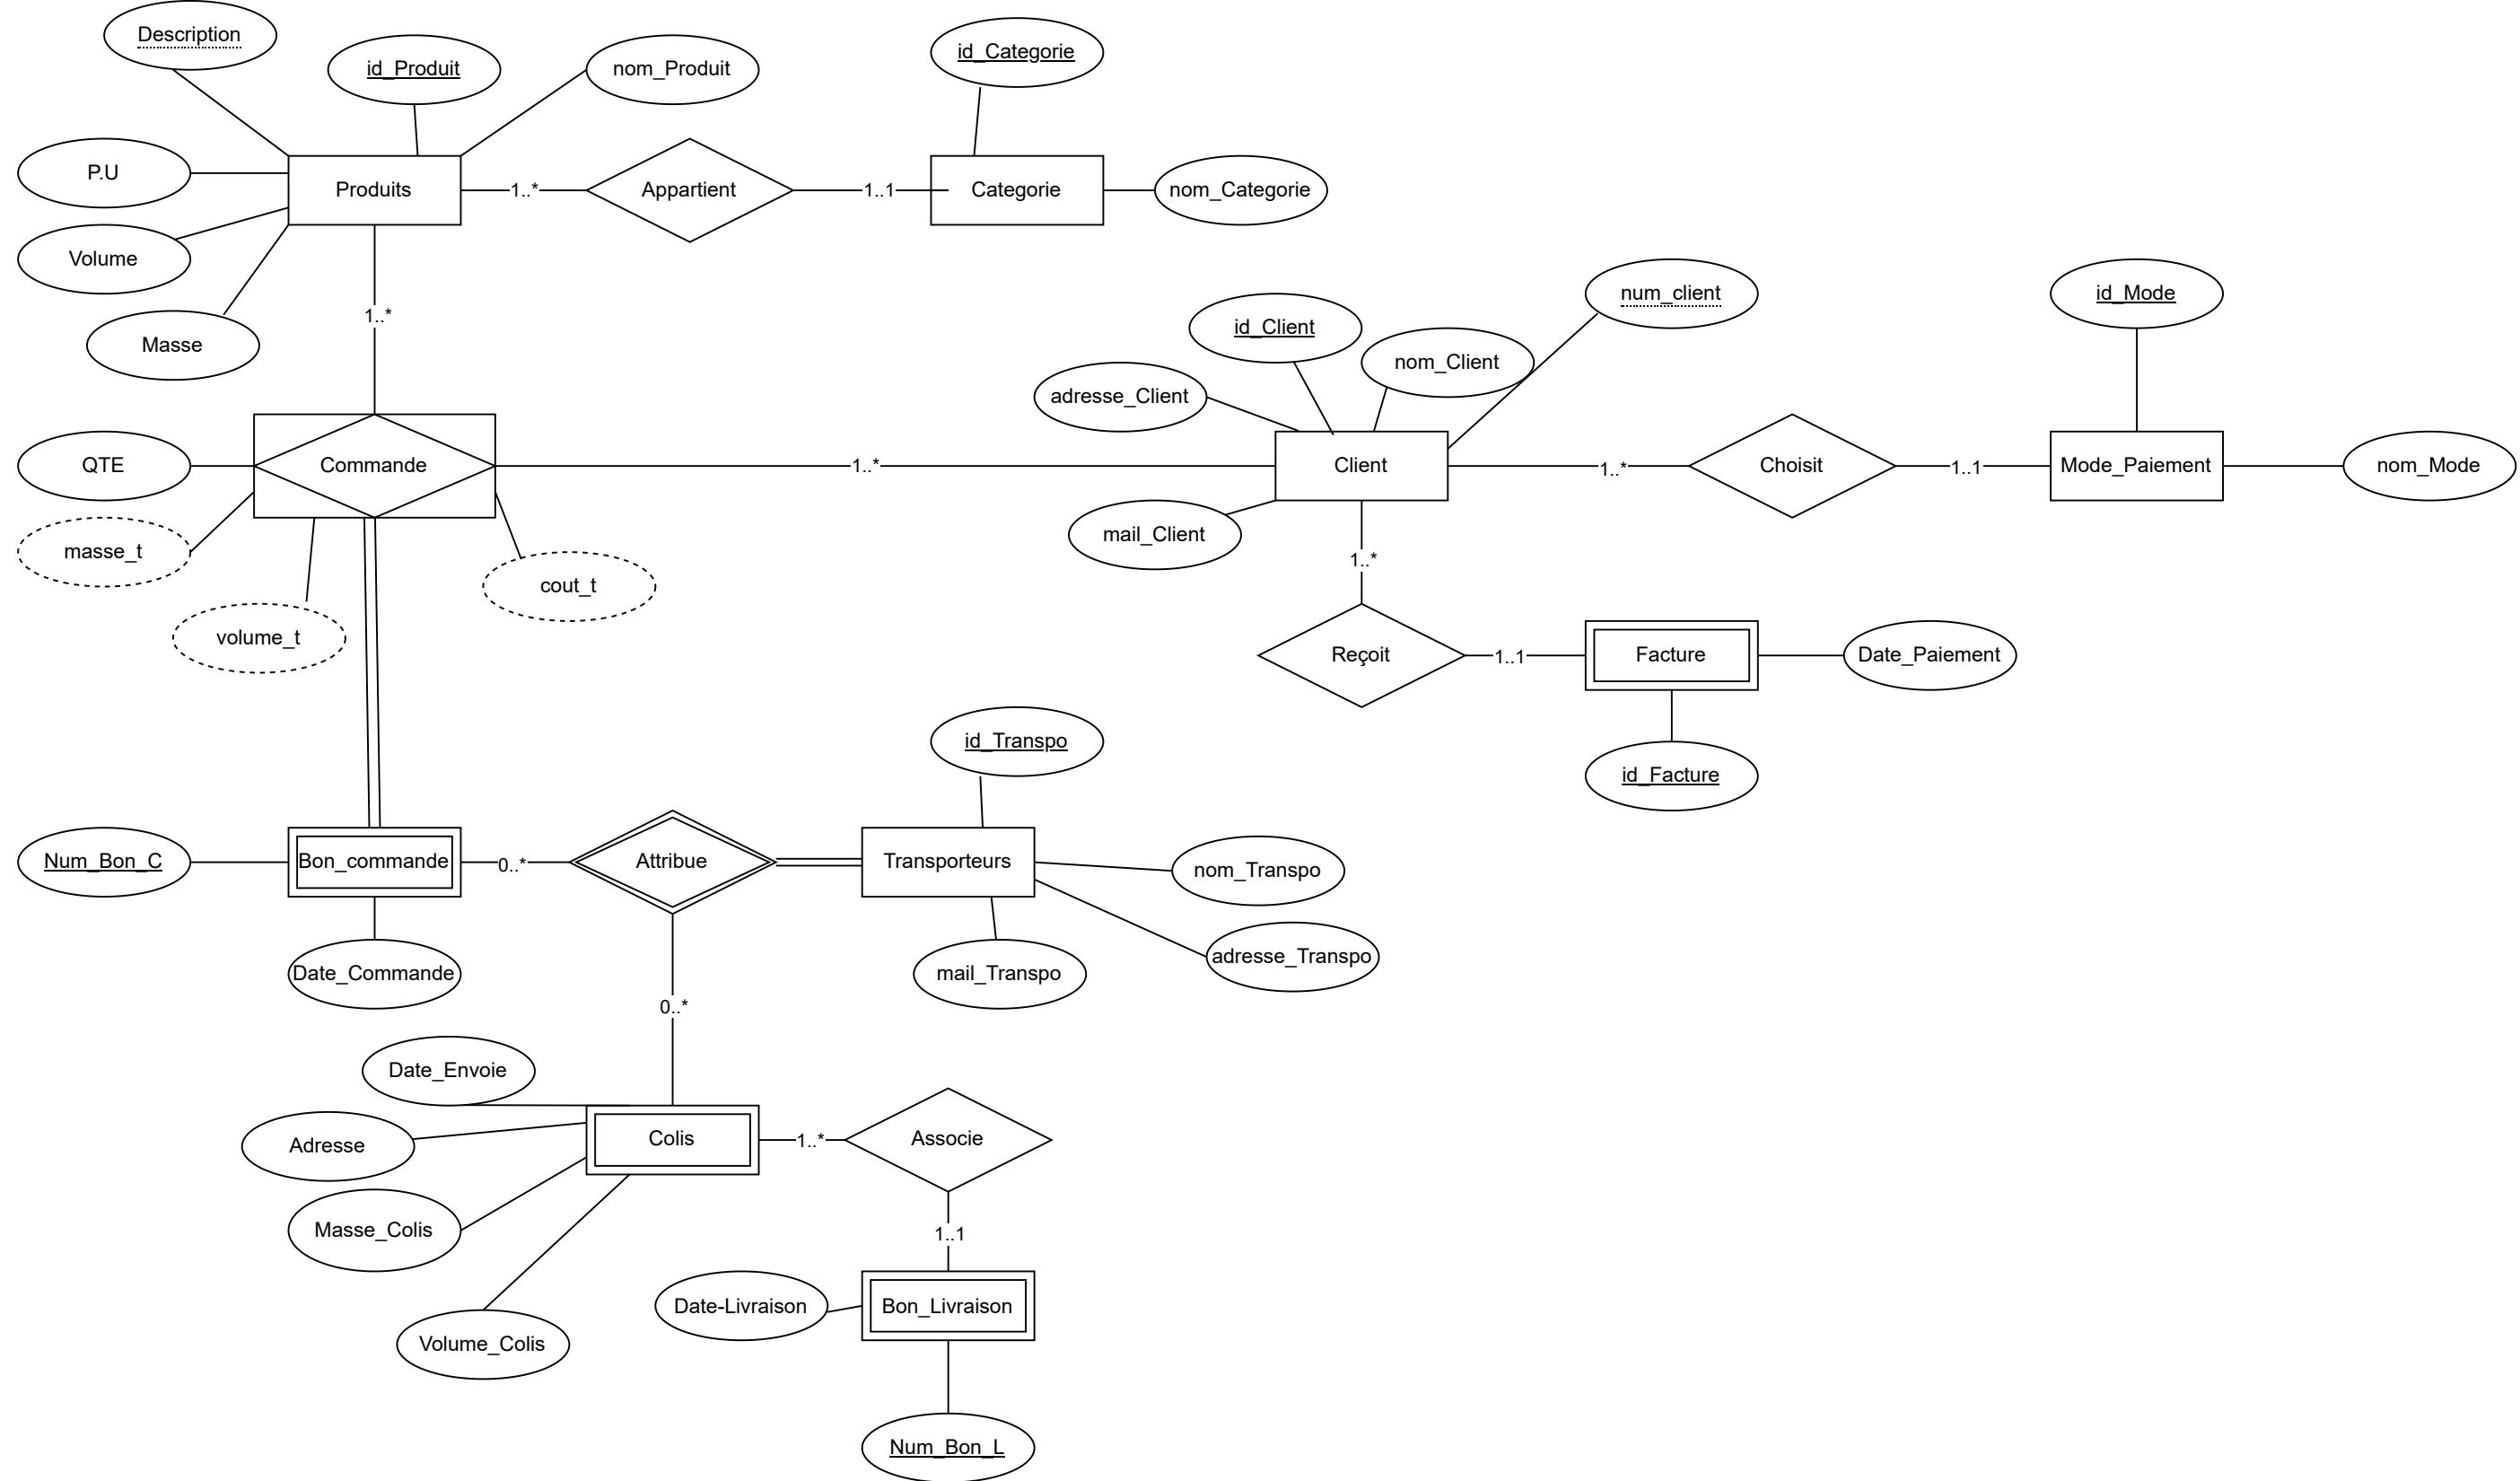 Description
id_Categorie
id_Produit
nom_Produit
P.U
Produits
1..*
Appartient
1..1
Categorie
nom_Categorie
Volume
num_client
id_Mode
1..*
id_Client
Masse
nom_Client
adresse_Client
QTE
Commande
1..*
Client
1..*
Choisit
1..1
Mode_Paiement
nom_Mode
mail_Client
masse_t
1..*
cout_t
volume_t
Reçoit
1..1
Facture
Date_Paiement
id_Transpo
id_Facture
Num_Bon_C
Bon_commande
0..*
Attribue
Transporteurs
nom_Transpo
adresse_Transpo
Date_Commande
mail_Transpo
0..*
Date_Envoie
Adresse
Colis
1..*
Associe
Masse_Colis
1..1
Date-Livraison
Bon_Livraison
Volume_Colis
Num_Bon_L